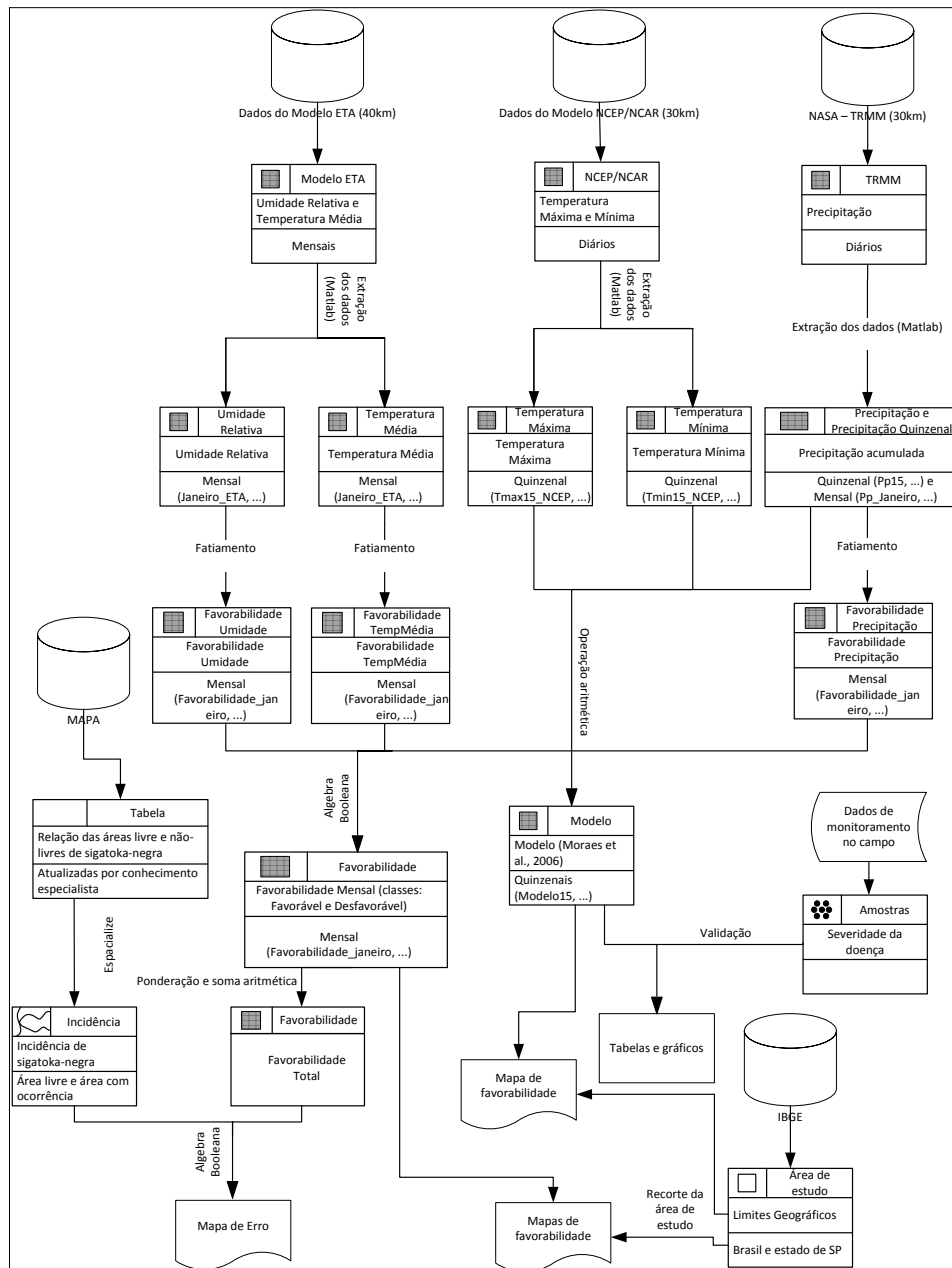 Dados do Modelo ETA (40km)
Dados do Modelo NCEP/NCAR (30km)
NASA – TRMM (30km)
Modelo ETA
Umidade Relativa e
Temperatura Média
Mensais
NCEP/NCAR
Temperatura
Máxima e Mínima
Diários
TRMM
Precipitação
Diários
Extração
dos dados
(Matlab)
Extração
dos dados
(Matlab)
Extração dos dados (Matlab)
Umidade
Relativa
Umidade Relativa
Mensal
(Janeiro_ETA, ...)
Temperatura
Média
Temperatura Média
Mensal
(Janeiro_ETA, ...)
Temperatura
Máxima
Temperatura
Máxima
Quinzenal
(Tmax15_NCEP, ...)
Temperatura
Mínima
Temperatura Mínima
Quinzenal
(Tmin15_NCEP, ...)
Precipitação e
Precipitação Quinzenal
Precipitação acumulada
Quinzenal (Pp15, ...) e
Mensal (Pp_Janeiro, ...)
Fatiamento
Fatiamento
Fatiamento
Favorabilidade
Umidade
Favorabilidade
Umidade
Mensal
(Favorabilidade_jan
eiro, ...)
Favorabilidade
TempMédia
Favorabilidade
TempMédia
Mensal
(Favorabilidade_jan
eiro, ...)
Favorabilidade
Precipitação
Favorabilidade
Precipitação
Mensal
(Favorabilidade_jan
eiro, ...)
MAPA
Operação aritmética
Algebra
Booleana
Tabela
Relação das áreas livre e não-
livres de sigatoka-negra
Atualizadas por conhecimento
especialista
Modelo
Modelo (Moraes et
al., 2006)
Quinzenais
(Modelo15, ...)
Dados de
monitoramento
no campo
Favorabilidade
Favorabilidade Mensal (classes:
Favorável e Desfavorável)
Mensal
(Favorabilidade_janeiro, ...)
Amostras
Severidade da
doença
Validação
Espacialize
Ponderação e soma aritmética
Incidência
Incidência de
sigatoka-negra
Área livre e área com
ocorrência
Favorabilidade
Favorabilidade
Total
Tabelas e gráficos
Mapa de
favorabilidade
IBGE
Algebra
Booleana
Área de
estudo
Limites Geográficos
Brasil e estado de SP
Recorte da
área de
estudo
Mapa de Erro
Mapas de
favorabilidade